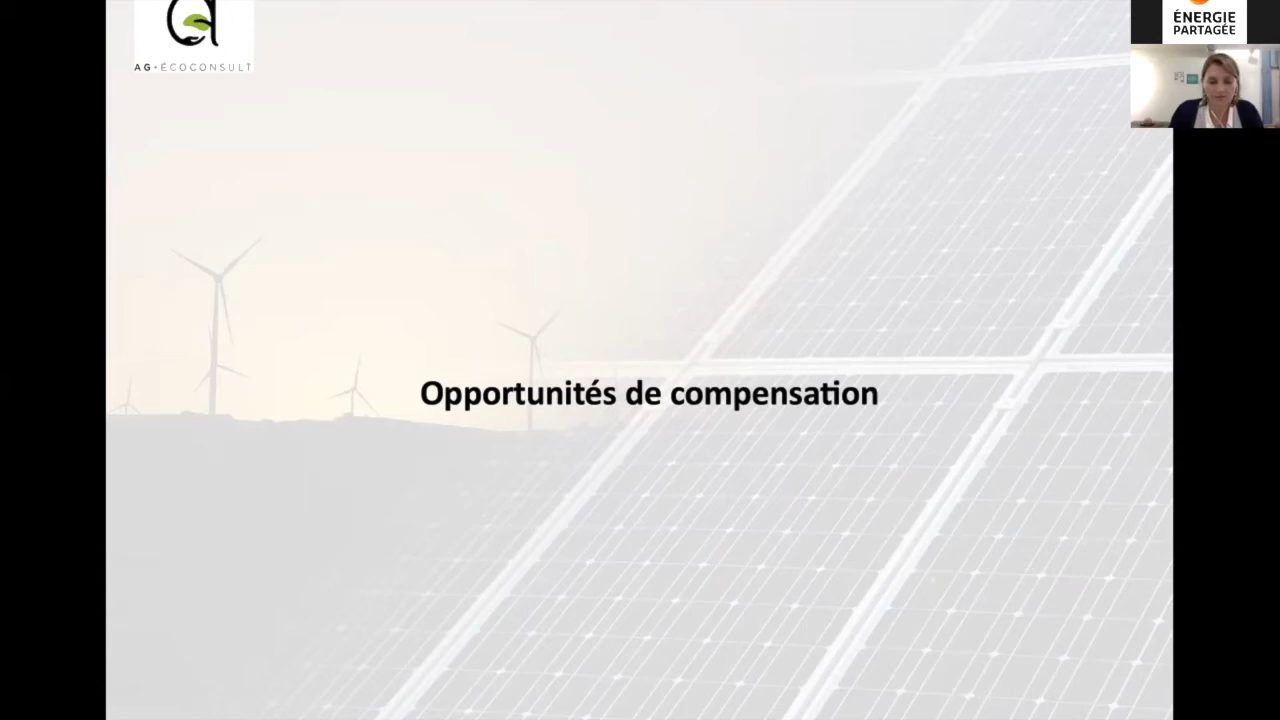 AG•ÉCOCONSULT
ÉNERGIE
PARTAGÉE
Opportunités de compensation